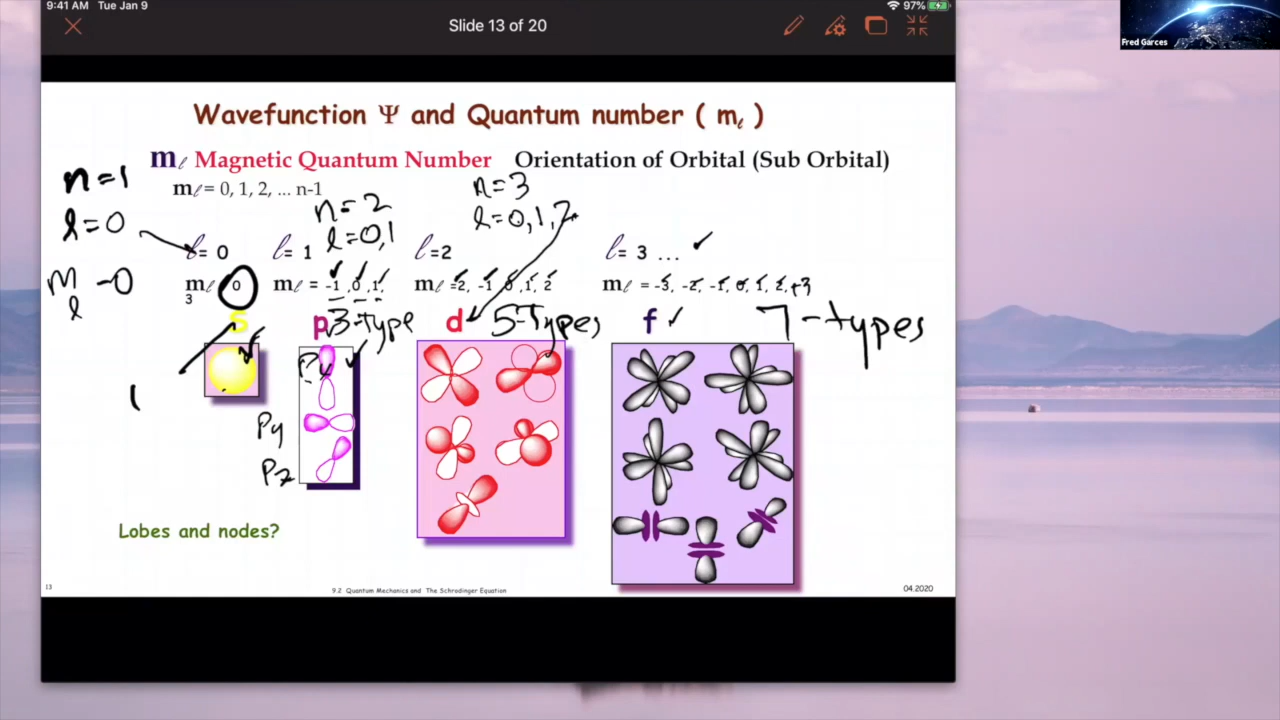 9:41 AM Tue Jan 9
97%
Slide 13 of 20
Fred Garces
Wavefunction Ψ and Quantum number ( mℓ )
mℓ Magnetic Quantum Number Orientation of Orbital (Sub Orbital)
mℓ = 0, 1, 2, ... n-1
n=1
l=0
m -0
l
n=2
l=0,1
n=3
l=0,1,2
ℓ= 0
ℓ= 1
ℓ=2
ℓ= 3 ...
mℓ 0
3
mℓ = -1, 0, 1,
mℓ =-2, -1, 0, 1, 2
mℓ = -3, -2, -1, 0, 1, 2, +3
s
p 3-type
d 5-Types
f 7-types
1
Py
Pz
Lobes and nodes?
13
9.2 Quantum Mechanics and The Schrodinger Equation
04.2020